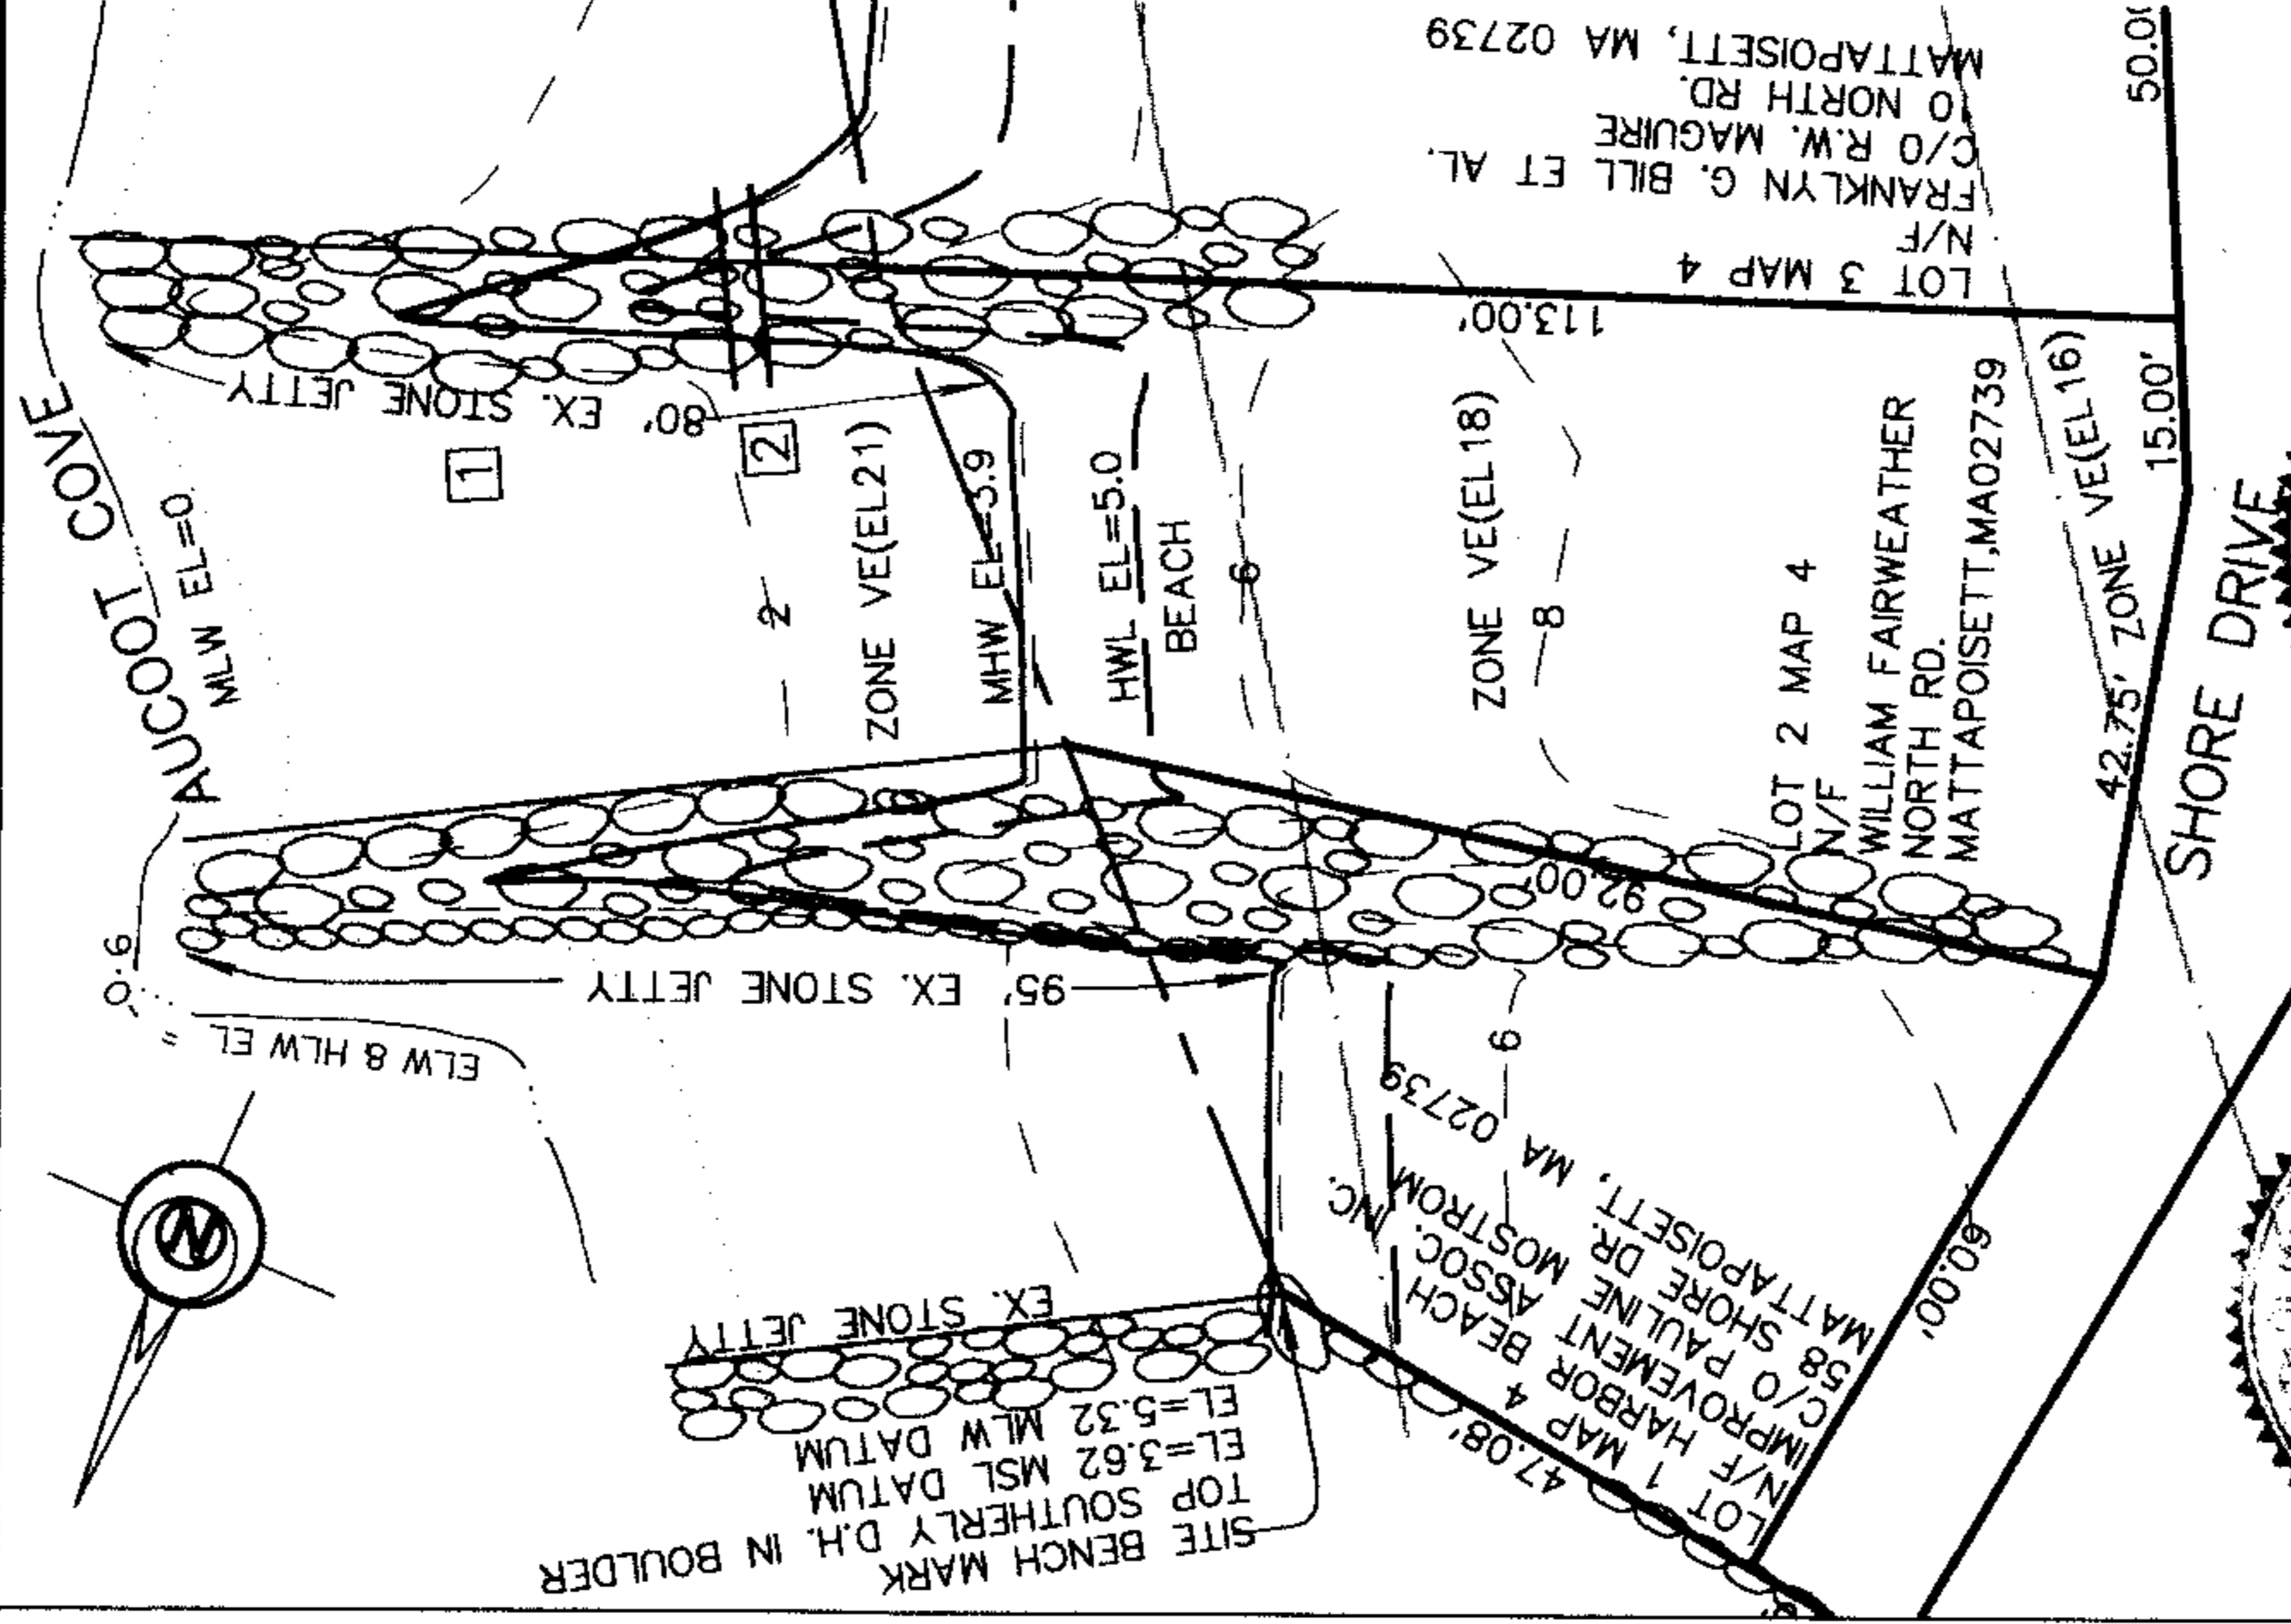 AUCOOT COVE
MLW EL=0
EX. STONE JETTY
80'
1
2
2
ZONE VE(EL21)
MHW EL=3.9
HWL EL=5.0
BEACH
6
ZONE VE(EL18)
8
113.00'
LOT 3 MAP 4
N/F
FRANKLYN G. BILL ET AL.
C/O R.W. MAGUIRE
10 NORTH RD.
MATTAPOISETT, MA 02739
LOT 2 MAP 4
N/F
WILLIAM FAIRWEATHER
NORTH RD.
MATTAPOISETT,MA02739
ZONE VE(EL16)
15.00'
42.75'
SHORE DRIVE
92.00'
EX. STONE JETTY
95'
ELW & HLW EL =
N
EX. STONE JETTY
SITE BENCH MARK
TOP SOUTHERLY D.H. IN BOULDER
EL=3.62 MSL DATUM
EL=5.32 MLW DATUM
47.08'
LOT 1 MAP 4
N/F HARBOR BEACH
IMPROVEMENT ASSOC. INC.
C/O PAULINE MOSTROM
58 SHORE DR.
MATTAPOISETT, MA 02739
60.00'